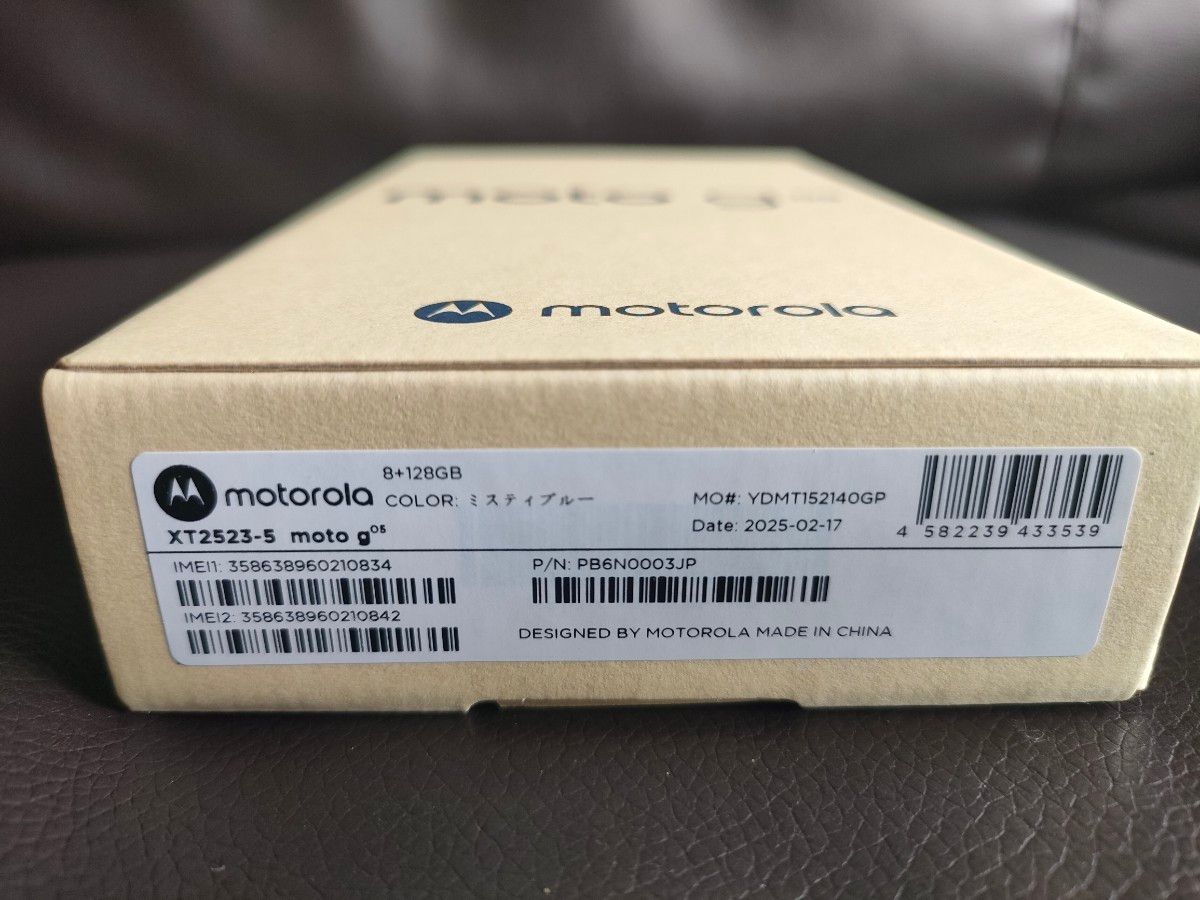 moto g
motorola
motorola
8+128GB
COLOR: ミスティブルー
XT2523-5 moto g05
MO#: YDMT152140GP
Date: 2025-02-17
4 582239 433539
IMEI1: 358638960210834
IMEI2: 358638960210842
P/N: PB6N0003JP
DESIGNED BY MOTOROLA MADE IN CHINA